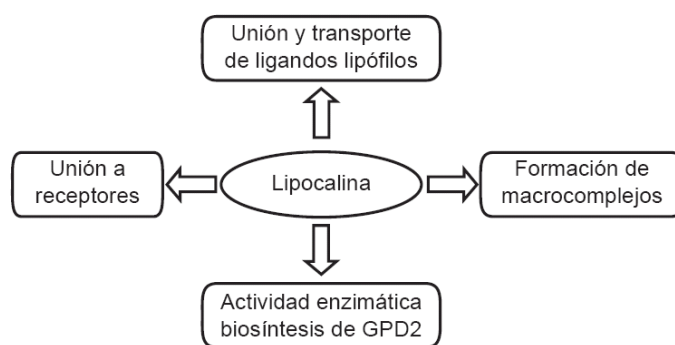 Unión y transporte
de ligandos lipófilos
Unión a
receptores
Lipocalina
Formación de
macrocomplejos
Actividad enzimática
biosíntesis de GPD2